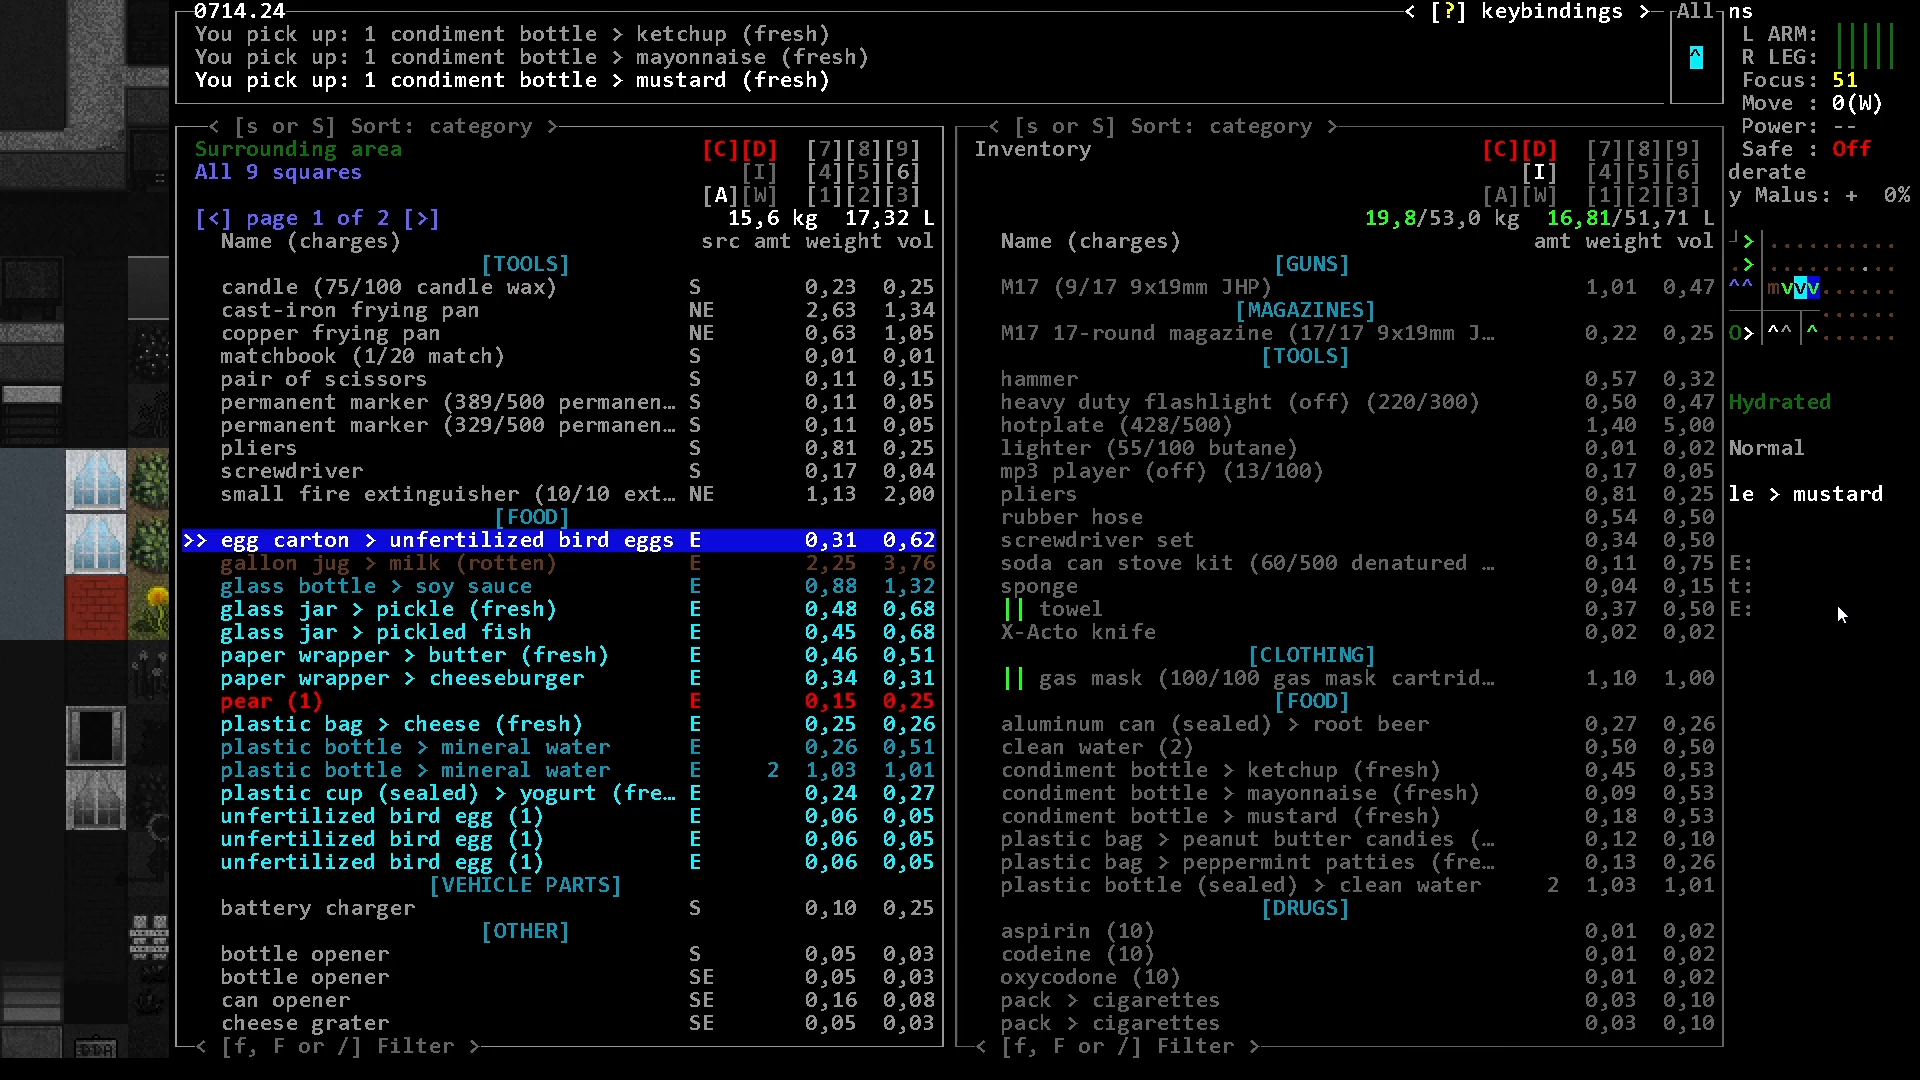 0714.24
< [?] keybindings >
All
ns
You pick up: 1 condiment bottle > ketchup (fresh)
You pick up: 1 condiment bottle > mayonnaise (fresh)
You pick up: 1 condiment bottle > mustard (fresh)
^
< [s or S] Sort: category >
Surrounding area
All 9 squares
[C][D] [7][8][9]
[I] [4][5][6]
[A][W] [1][2][3]
[<] page 1 of 2 [>]
15,6 kg 17,32 L
Name (charges) src amt weight vol
[TOOLS]
candle (75/100 candle wax) S 0,23 0,25
cast-iron frying pan NE 2,63 1,34
copper frying pan NE 0,63 1,05
matchbook (1/20 match) S 0,01 0,01
pair of scissors S 0,11 0,15
permanent marker (389/500 permanen… S 0,11 0,05
permanent marker (329/500 permanen… S 0,11 0,05
pliers S 0,81 0,25
screwdriver S 0,17 0,04
small fire extinguisher (10/10 ext… NE 1,13 2,00
[FOOD]
>> egg carton > unfertilized bird eggs E 0,31 0,62
gallon jug > milk (rotten) E 2,25 3,76
glass bottle > soy sauce E 0,88 1,32
glass jar > pickle (fresh) E 0,48 0,68
glass jar > pickled fish E 0,45 0,68
paper wrapper > butter (fresh) E 0,46 0,51
paper wrapper > cheeseburger E 0,34 0,31
pear (1) E 0,15 0,25
plastic bag > cheese (fresh) E 0,25 0,26
plastic bottle > mineral water E 0,26 0,51
plastic bottle > mineral water E 2 1,03 1,01
plastic cup (sealed) > yogurt (fre… E 0,24 0,27
unfertilized bird egg (1) E 0,06 0,05
unfertilized bird egg (1) E 0,06 0,05
unfertilized bird egg (1) E 0,06 0,05
[VEHICLE PARTS]
battery charger S 0,10 0,25
[OTHER]
bottle opener S 0,05 0,03
bottle opener SE 0,05 0,03
can opener SE 0,16 0,08
cheese grater SE 0,05 0,03
< [f, F or /] Filter >
< [s or S] Sort: category >
Inventory
[C][D] [7][8][9]
[I] [4][5][6]
[A][W] [1][2][3]
19,8/53,0 kg 16,81/51,71 L
Name (charges) amt weight vol
[GUNS]
M17 (9/17 9x19mm JHP) 1,01 0,47
[MAGAZINES]
M17 17-round magazine (17/17 9x19mm J… 0,22 0,25
[TOOLS]
hammer 0,57 0,32
heavy duty flashlight (off) (220/300) 0,50 0,47
hotplate (428/500) 1,40 5,00
lighter (55/100 butane) 0,01 0,02
mp3 player (off) (13/100) 0,17 0,05
pliers 0,81 0,25
rubber hose 0,54 0,50
screwdriver set 0,34 0,50
soda can stove kit (60/500 denatured … 0,11 0,75
sponge 0,04 0,15
|| towel 0,37 0,50
X-Acto knife 0,02 0,02
[CLOTHING]
|| gas mask (100/100 gas mask cartrid… 1,10 1,00
[FOOD]
aluminum can (sealed) > root beer 0,27 0,26
clean water (2) 0,50 0,50
condiment bottle > ketchup (fresh) 0,45 0,53
condiment bottle > mayonnaise (fresh) 0,09 0,53
condiment bottle > mustard (fresh) 0,18 0,53
plastic bag > peanut butter candies (… 0,12 0,10
plastic bag > peppermint patties (fre… 0,13 0,26
plastic bottle (sealed) > clean water 2 1,03 1,01
[DRUGS]
aspirin (10) 0,01 0,02
codeine (10) 0,01 0,02
oxycodone (10) 0,01 0,02
pack > cigarettes 0,03 0,10
pack > cigarettes 0,03 0,10
< [f, F or /] Filter >
L ARM: |||||
R LEG: |||||
Focus: 51
Move : 0(W)
Power: --
Safe : Off
derate
y Malus: + 0%
Hydrated
Normal
le > mustard
E:
t:
E: